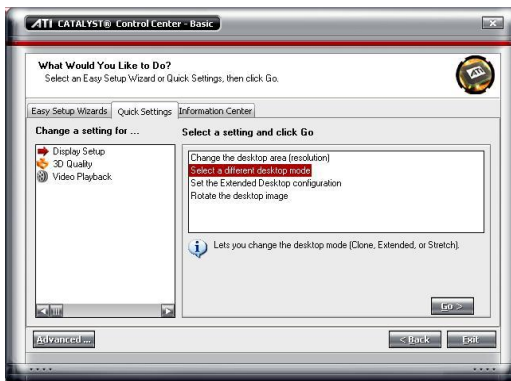 ATI CATALYST® Control Center - Basic
What Would You Like to Do?
Select an Easy Setup Wizard or Quick Settings, then click Go.
ATI
Easy Setup Wizards
Quick Settings
Information Center
Change a setting for ...
Display Setup
3D Quality
Video Playback
Select a setting and click Go
Change the desktop area (resolution)
Select a different desktop mode
Set the Extended Desktop configuration
Rotate the desktop image
Lets you change the desktop mode (Clone, Extended, or Stretch).
Go >
Advanced ...
< Back
Exit